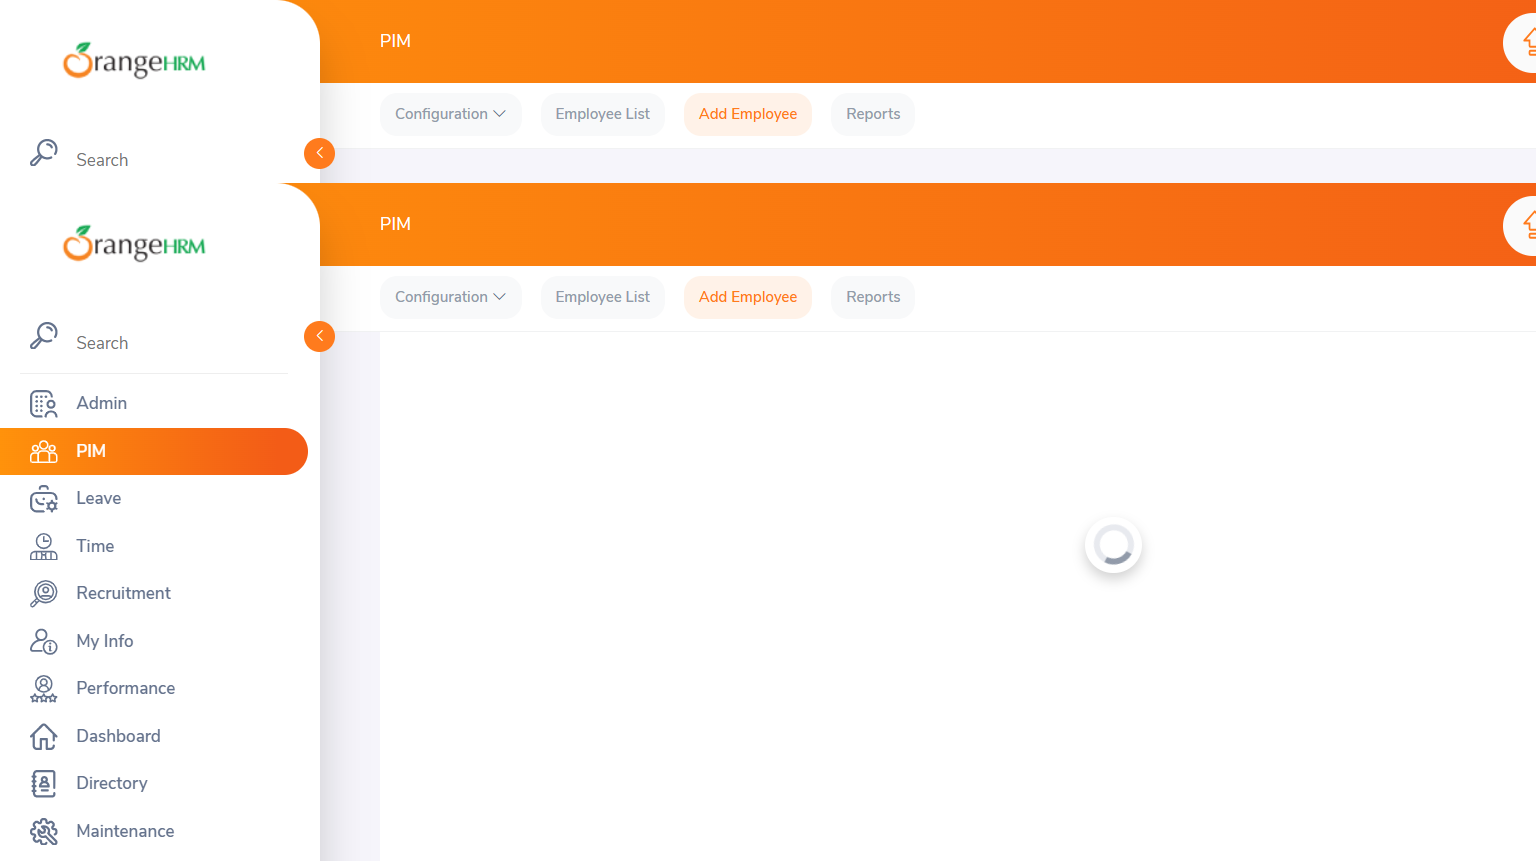 OrangeHRM
PIM
Configuration Employee List Add Employee Reports
Search
OrangeHRM
PIM
Configuration Employee List Add Employee Reports
Search
Admin
PIM
Leave
Time
Recruitment
My Info
Performance
Dashboard
Directory
Maintenance